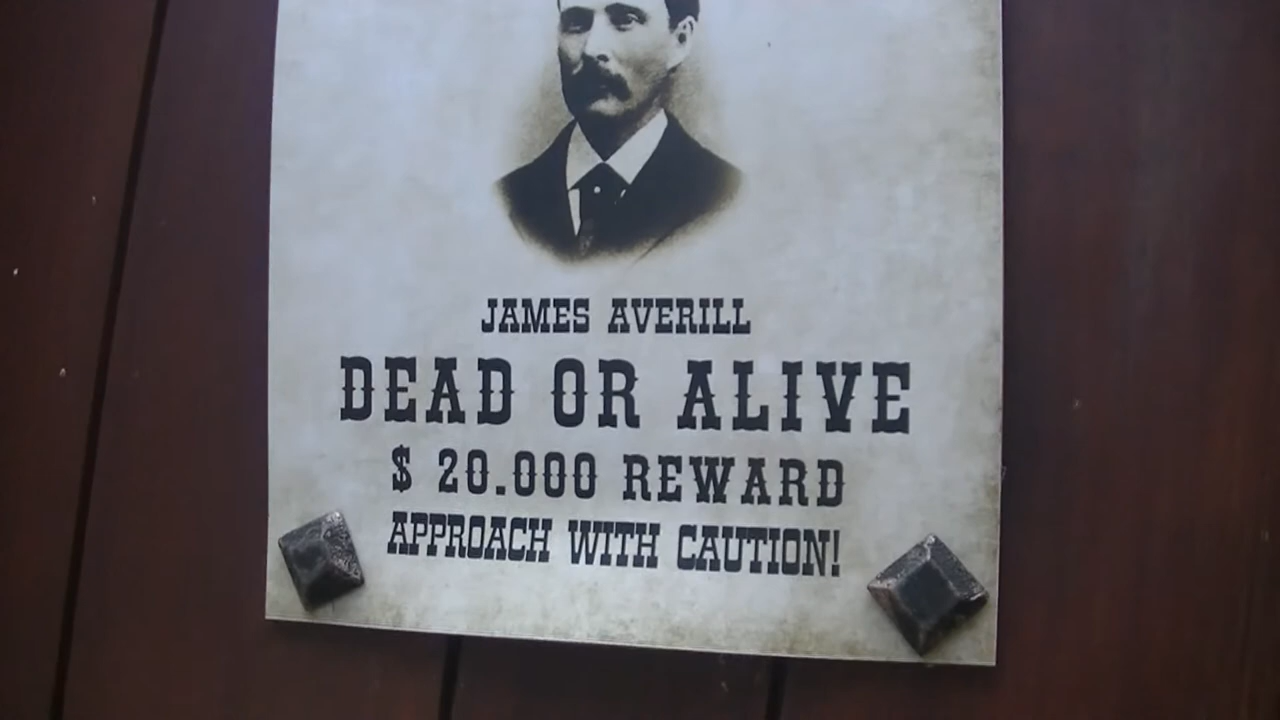 JAMES AVERILL
DEAD OR ALIVE
$ 20.000 REWARD
APPROACH WITH CAUTION!